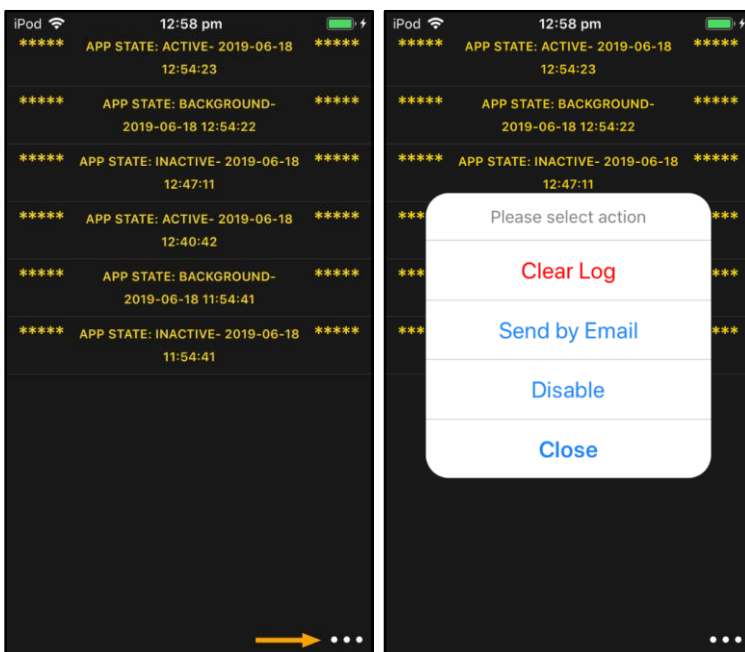 iPod 12:58 pm
***** APP STATE: ACTIVE- 2019-06-18 *****
12:54:23
***** APP STATE: BACKGROUND- *****
2019-06-18 12:54:22
***** APP STATE: INACTIVE- 2019-06-18 *****
12:47:11
***** APP STATE: ACTIVE- 2019-06-18 *****
12:40:42
***** APP STATE: BACKGROUND- *****
2019-06-18 11:54:41
***** APP STATE: INACTIVE- 2019-06-18 *****
11:54:41
iPod 12:58 pm
***** APP STATE: ACTIVE- 2019-06-18 *****
12:54:23
***** APP STATE: BACKGROUND- *****
2019-06-18 12:54:22
***** APP STATE: INACTIVE- 2019-06-18 *****
12:47:11
*** ***
Please select action
*** ***
Clear Log
*** ***
Send by Email
Disable
Close